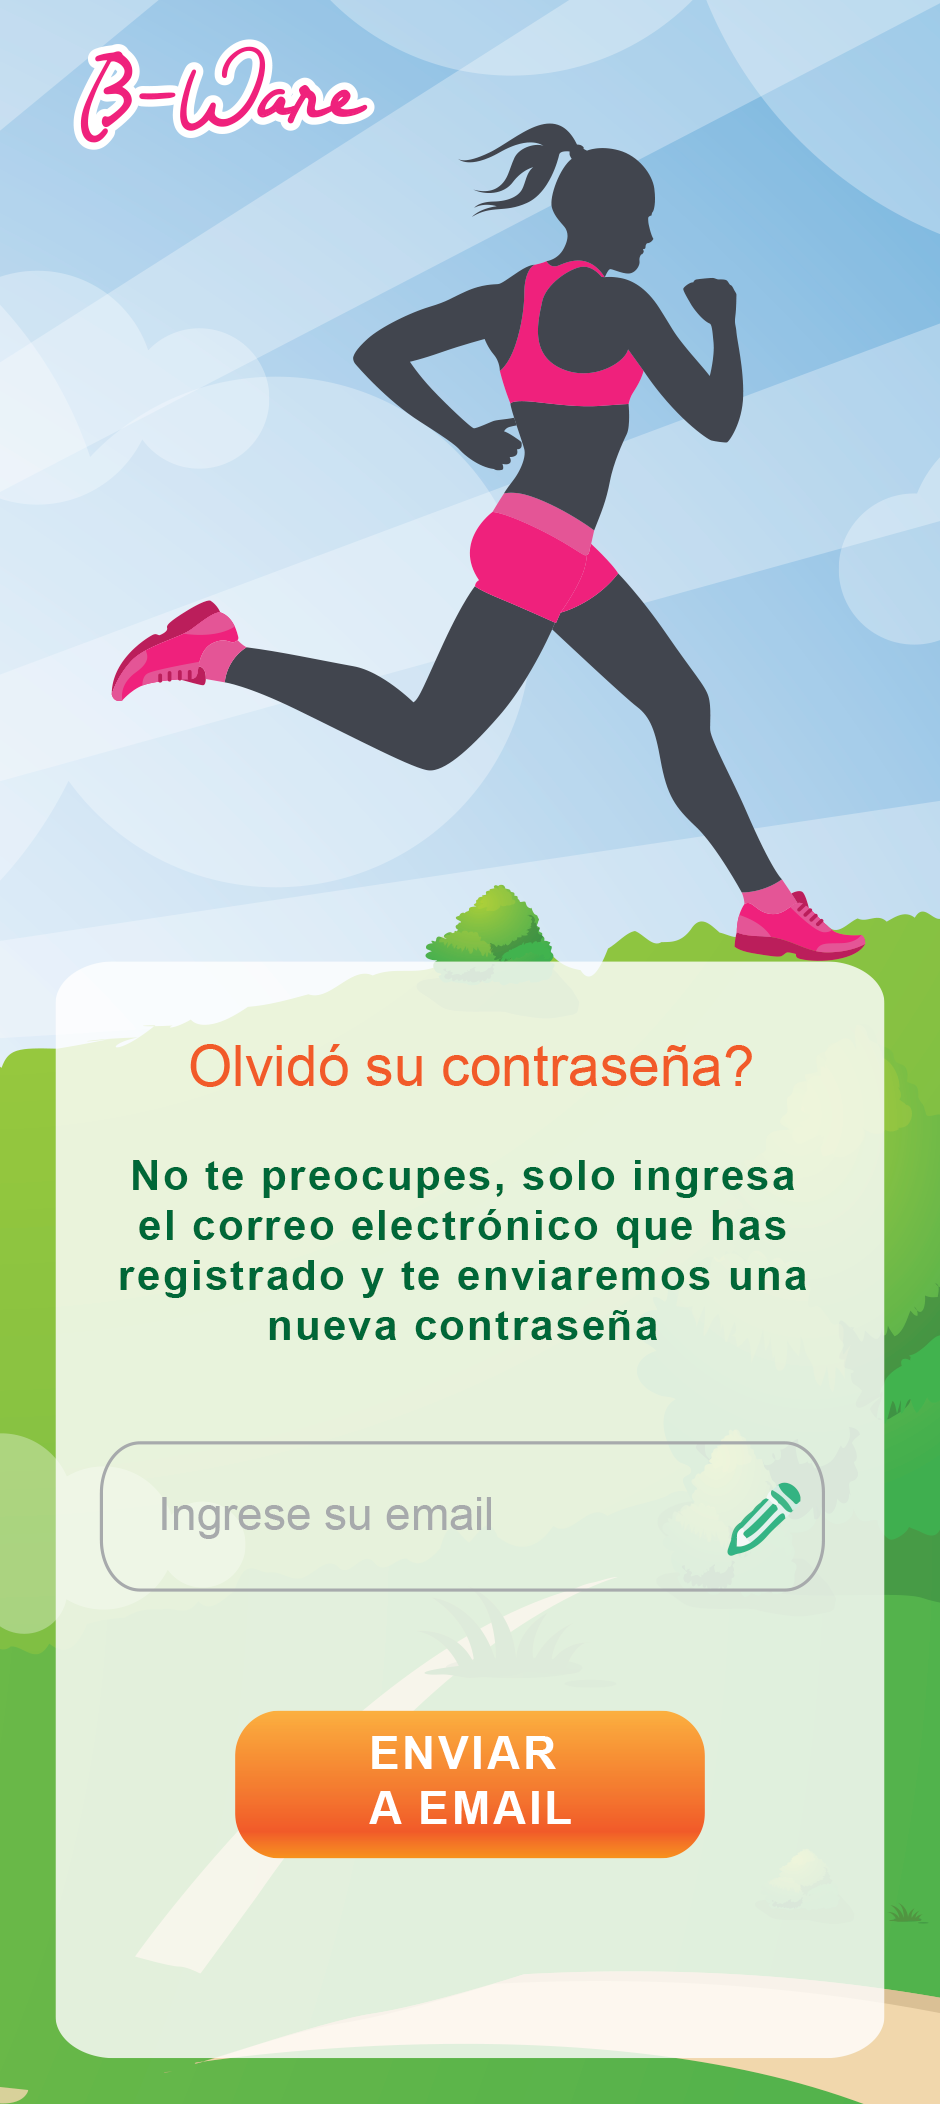 B-Ware
Olvidó su contraseña?
No te preocupes, solo ingresa
el correo electrónico que has
registrado y te enviaremos una
nueva contraseña
Ingrese su email
ENVIAR
A EMAIL